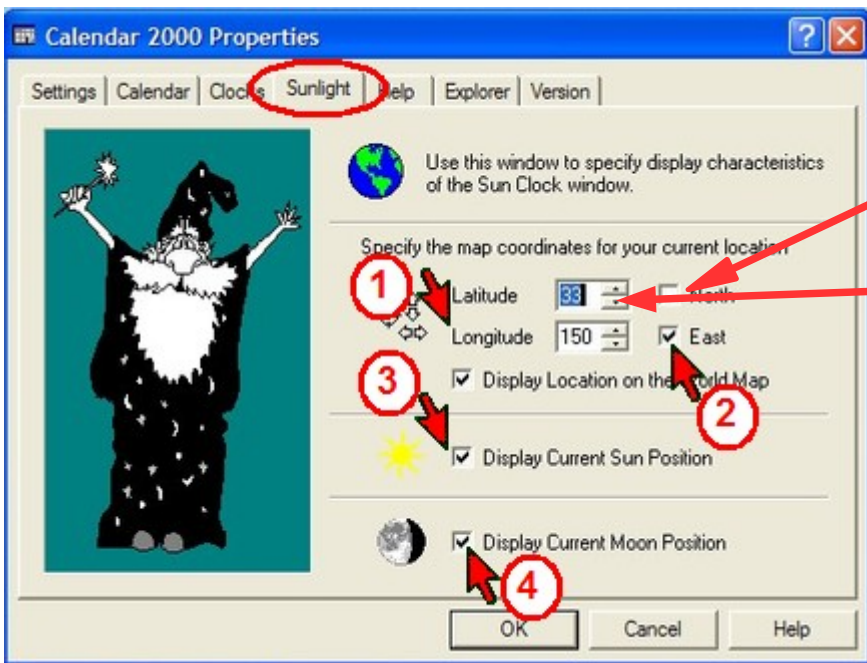 Calendar 2000 Properties
Settings Calendar Clocks Sunlight Help Explorer Version
Use this window to specify display characteristics
of the Sun Clock window.
Specify the map coordinates for your current location
1
Latitude 33 North
Longitude 150 East
3
Display Location on the World Map
2
Display Current Sun Position
Display Current Moon Position
4
OK Cancel Help